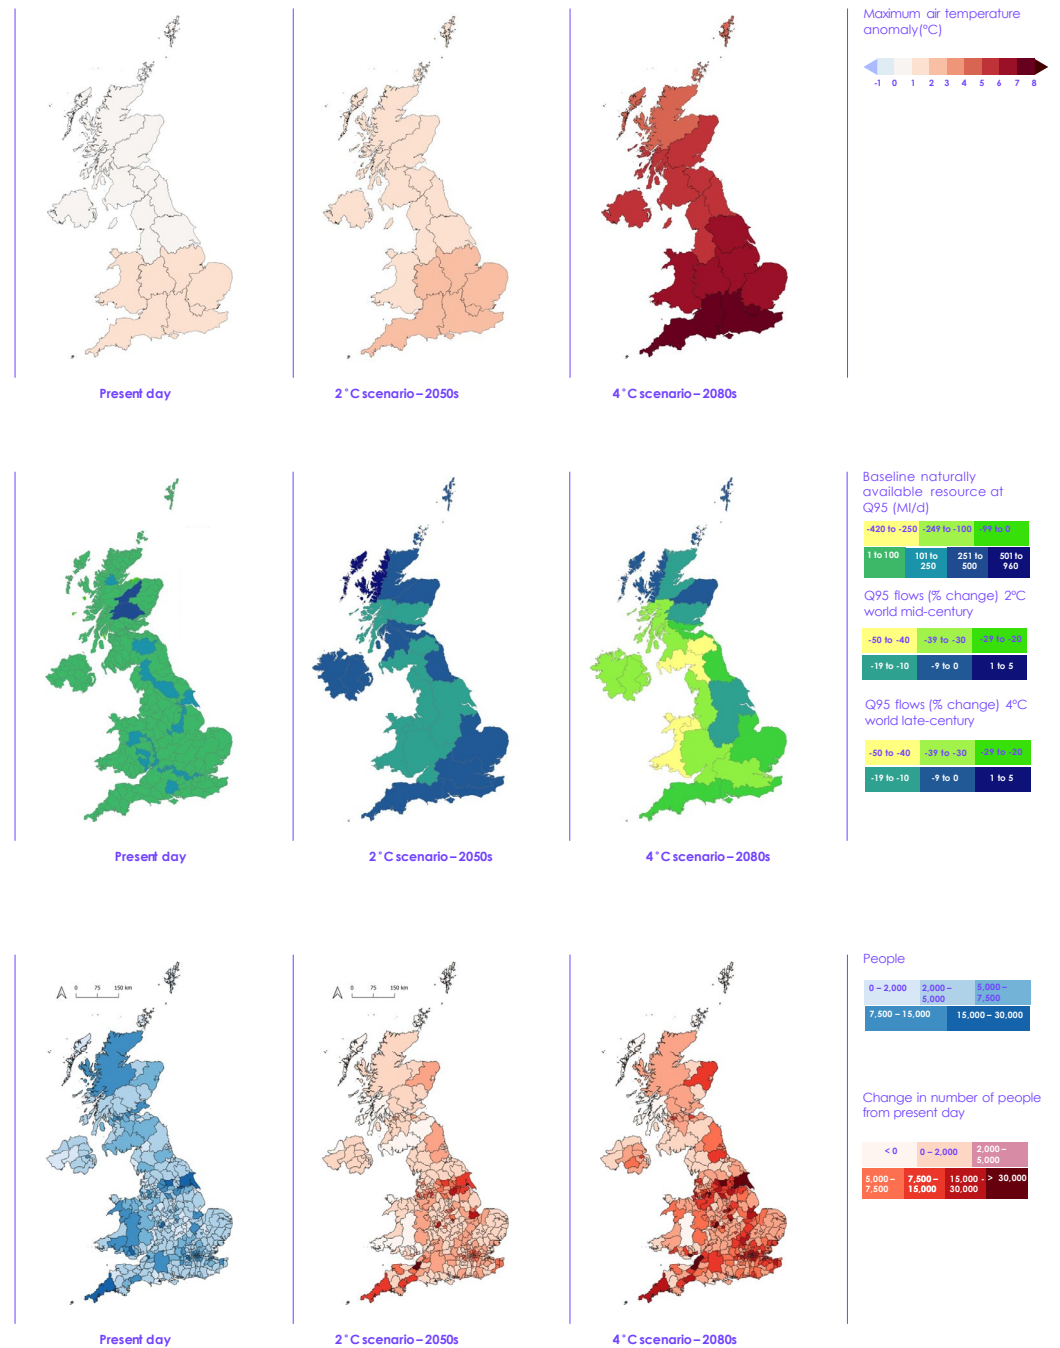 Maximum air temperature
anomaly(°C)
-1 0 1 2 3 4 5 6 7 8
Present day
2°C scenario – 2050s
4°C scenario – 2080s
Baseline naturally
available resource at
Q95 (Ml/d)
-420 to -250
-249 to -100
-99 to 0
1 to 100
101 to
250
251 to
500
501 to
960
Q95 flows (% change) 2°C
world mid-century
-50 to -40
-39 to -30
-29 to -20
-19 to -10
-9 to 0
1 to 5
Q95 flows (% change) 4°C
world late-century
-50 to -40
-39 to -30
-29 to -20
-19 to -10
-9 to 0
1 to 5
Present day
2°C scenario – 2050s
4°C scenario – 2080s
0 75 150 km
0 75 150 km
People
0 – 2,000
2,000 –
5,000
5,000 –
7,500
7,500 – 15,000
15,000 – 30,000
Change in number of people
from present day
< 0
0 – 2,000
2,000 –
5,000
5,000 –
7,500
7,500 –
15,000
15,000 -
30,000
> 30,000
Present day
2°C scenario – 2050s
4°C scenario – 2080s